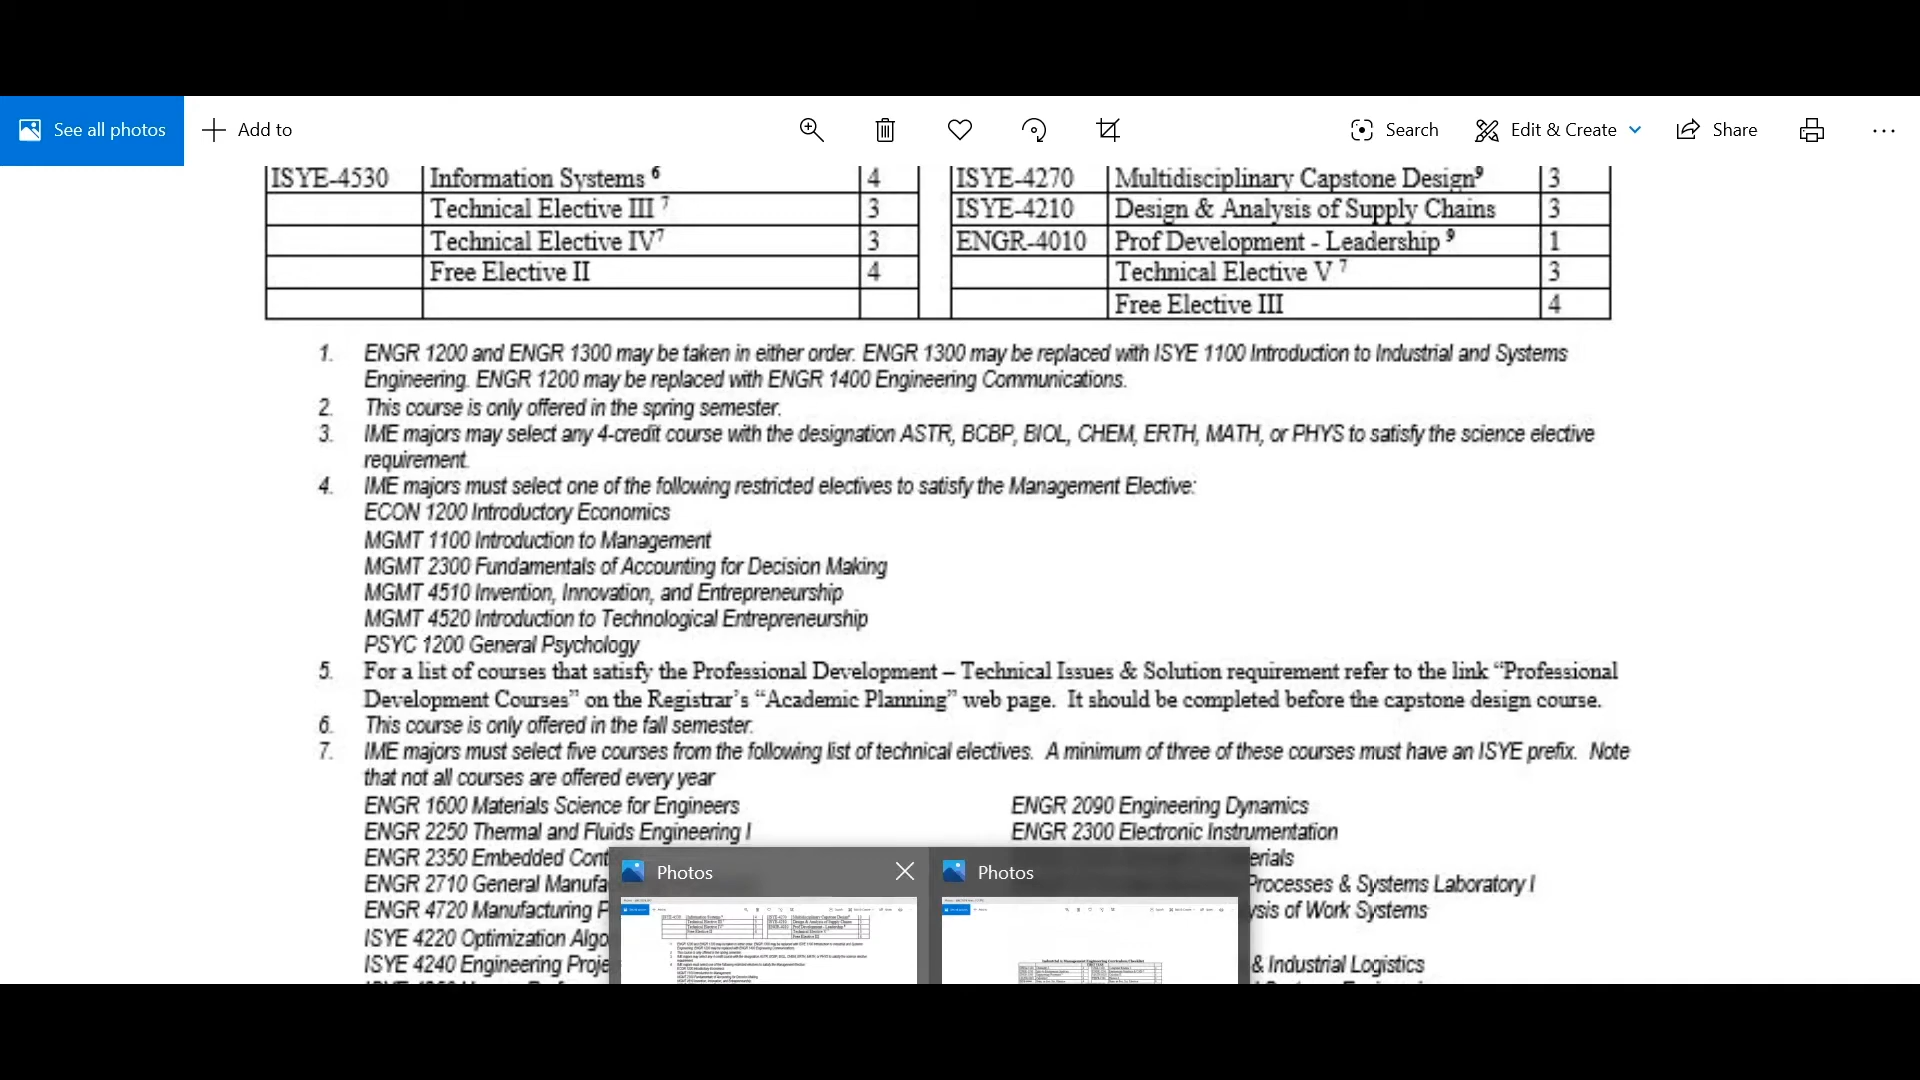 See all photos
Add to
Search
Edit & Create
Share
ISYE-4530 Information Systems 6 4 ISYE-4270 Multidisciplinary Capstone Design9 3
Technical Elective III 7 3 ISYE-4210 Design & Analysis of Supply Chains 3
Technical Elective IV7 3 ENGR-4010 Prof Development - Leadership 9 1
Free Elective II 4 Technical Elective V 7 3
Free Elective III 4
1. ENGR 1200 and ENGR 1300 may be taken in either order. ENGR 1300 may be replaced with ISYE 1100 Introduction to Industrial and Systems
Engineering. ENGR 1200 may be replaced with ENGR 1400 Engineering Communications.
2. This course is only offered in the spring semester.
3. IME majors may select any 4-credit course with the designation ASTR, BCBP, BIOL, CHEM, ERTH, MATH, or PHYS to satisfy the science elective
requirement.
4. IME majors must select one of the following restricted electives to satisfy the Management Elective:
ECON 1200 Introductory Economics
MGMT 1100 Introduction to Management
MGMT 2300 Fundamentals of Accounting for Decision Making
MGMT 4510 Invention, Innovation, and Entrepreneurship
MGMT 4520 Introduction to Technological Entrepreneurship
PSYC 1200 General Psychology
5. For a list of courses that satisfy the Professional Development – Technical Issues & Solution requirement refer to the link “Professional
Development Courses” on the Registrar’s “Academic Planning” web page. It should be completed before the capstone design course.
6. This course is only offered in the fall semester.
7. IME majors must select five courses from the following list of technical electives. A minimum of three of these courses must have an ISYE prefix. Note
that not all courses are offered every year
ENGR 1600 Materials Science for Engineers ENGR 2090 Engineering Dynamics
ENGR 2250 Thermal and Fluids Engineering I ENGR 2300 Electronic Instrumentation
ENGR 2350 Embedded Cont erials
Photos Photos
ENGR 2710 General Manufa Processes & Systems Laboratory I
ENGR 4720 Manufacturing P ysis of Work Systems
ISYE 4220 Optimization Algo
ISYE 4240 Engineering Proje & Industrial Logistics